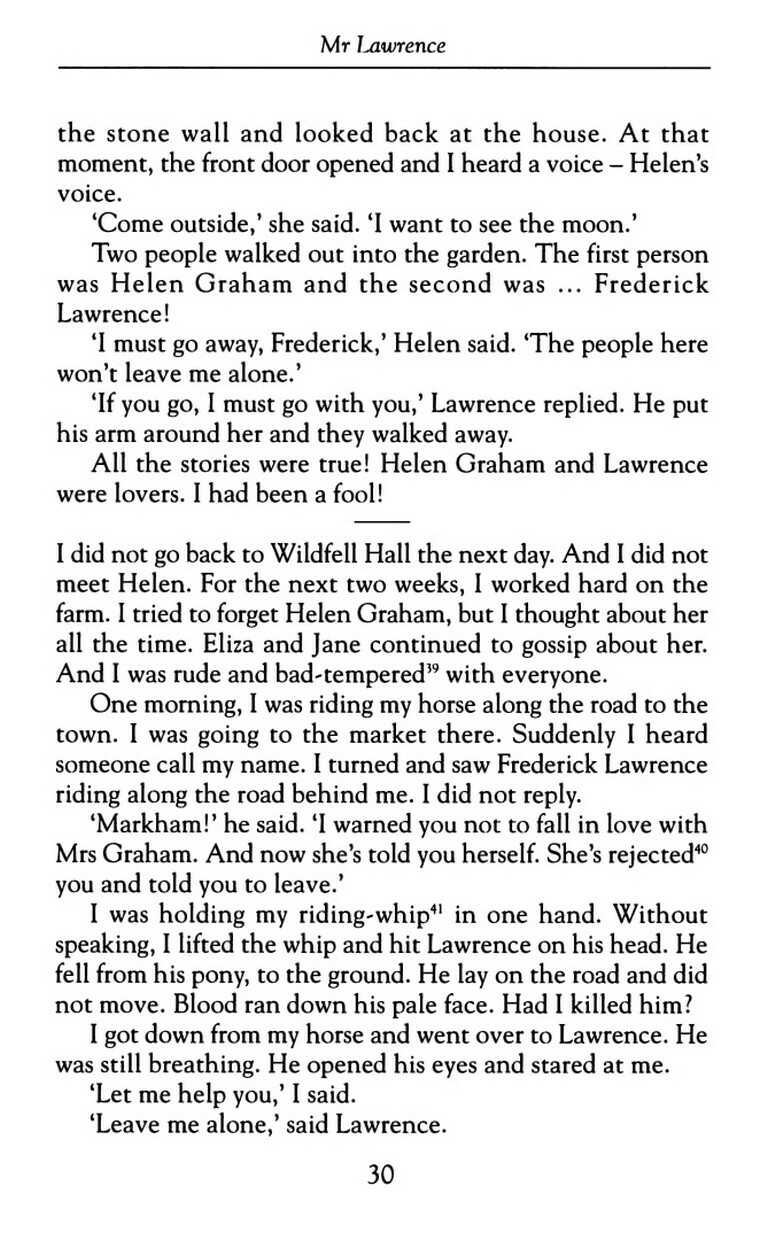 Mr Lawrence
the stone wall and looked back at the house. At that
moment, the front door opened and I heard a voice – Helen’s
voice.
‘Come outside,’ she said. ‘I want to see the moon.’
Two people walked out into the garden. The first person
was Helen Graham and the second was ... Frederick
Lawrence!
‘I must go away, Frederick,’ Helen said. ‘The people here
won’t leave me alone.’
‘If you go, I must go with you,’ Lawrence replied. He put
his arm around her and they walked away.
All the stories were true! Helen Graham and Lawrence
were lovers. I had been a fool!
I did not go back to Wildfell Hall the next day. And I did not
meet Helen. For the next two weeks, I worked hard on the
farm. I tried to forget Helen Graham, but I thought about her
all the time. Eliza and Jane continued to gossip about her.
And I was rude and bad-tempered³⁹ with everyone.
One morning, I was riding my horse along the road to the
town. I was going to the market there. Suddenly I heard
someone call my name. I turned and saw Frederick Lawrence
riding along the road behind me. I did not reply.
‘Markham!’ he said. ‘I warned you not to fall in love with
Mrs Graham. And now she’s told you herself. She’s rejected⁴⁰
you and told you to leave.’
I was holding my riding-whip⁴¹ in one hand. Without
speaking, I lifted the whip and hit Lawrence on his head. He
fell from his pony, to the ground. He lay on the road and did
not move. Blood ran down his pale face. Had I killed him?
I got down from my horse and went over to Lawrence. He
was still breathing. He opened his eyes and stared at me.
‘Let me help you,’ I said.
‘Leave me alone,’ said Lawrence.
30